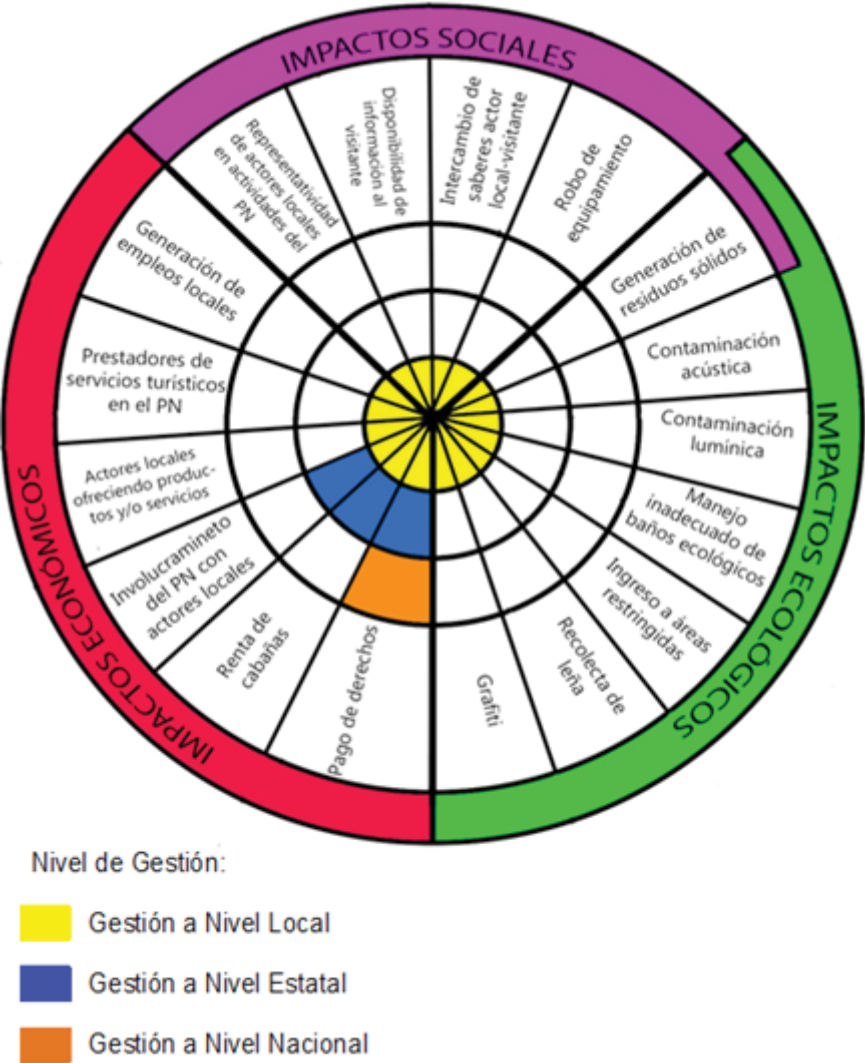 IMPACTOS SOCIALES
Representatividad
de actores locales
en actividades del
PN
Disponibilidad de
información al
visitante
Intercambio de
saberes actor
local-visitante
Robo de
equipamiento
Generación de
residuos sólidos
Contaminación
acústica
Contaminación
lumínica
Manejo
inadecuado de
baños ecológicos
Ingreso a áreas
restringidas
Recolecta de
leña
Grafiti
IMPACTOS ECOLÓGICOS
Pago de derechos
Renta de
cabañas
Involucramineto
del PN con
actores locales
Actores locales
ofreciendo produc-
tos y/o servicios
Prestadores de
servicios turísticos
en el PN
Generación de
empleos locales
IMPACTOS ECONÓMICOS
Nivel de Gestión:
Gestión a Nivel Local
Gestión a Nivel Estatal
Gestión a Nivel Nacional